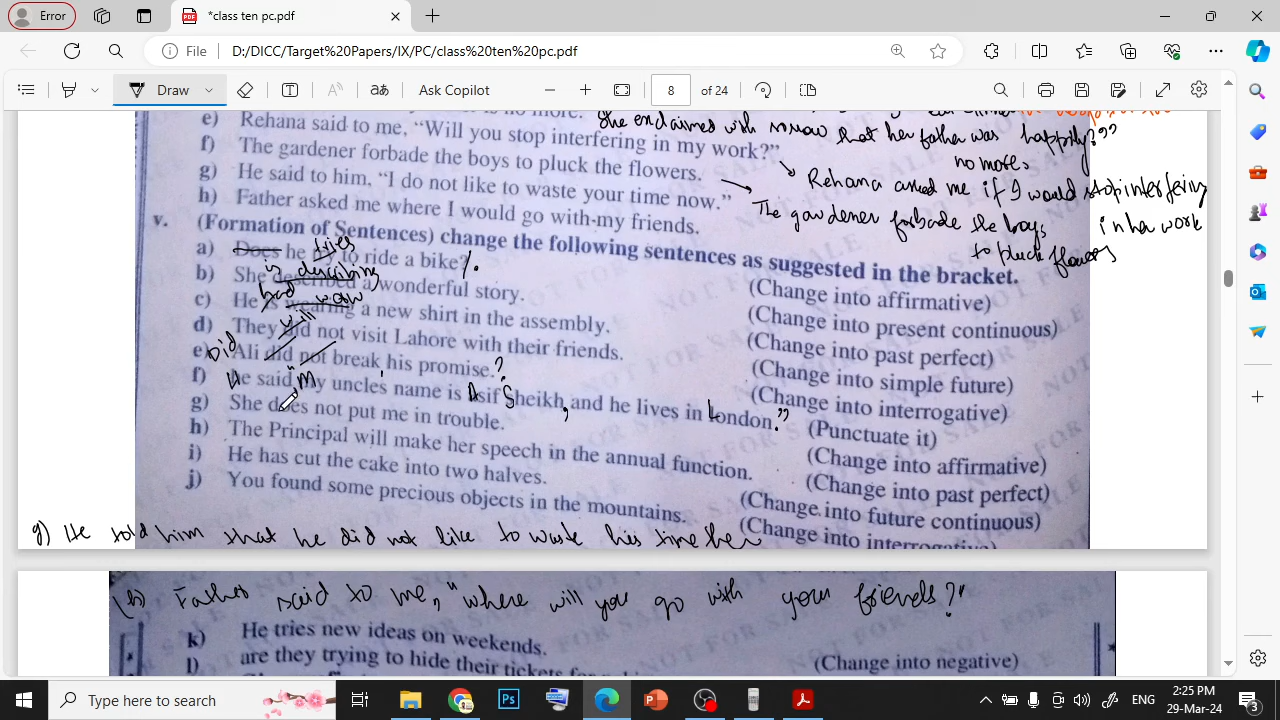 Error
*class ten pc.pdf
File
D:/DICC/Target%20Papers/IX/PC/class%20ten%20pc.pdf
Draw
Ask Copilot
8
of 24
She exclaimed with sorrow that her father was happily???
no more.
e) Rehana said to me, "Will you stop interfering in my work?"
f) The gardener forbade the boys to pluck the flowers.
g) He said to him, "I do not like to waste your time now."
h) Father asked me where I would go with my friends.
Rehana asked me if I would stop interfering
in her work
The gardener forbade the boys
to pluck flowers
v. (Formation of Sentences) change the following sentences as suggested in the bracket.
tries
a) Does he try to ride a bike?. (Change into affirmative)
is describing
b) She described a wonderful story. (Change into present continuous)
had worn
c) He is wearing a new shirt in the assembly. (Change into past perfect)
will
d) They did not visit Lahore with their friends. (Change into simple future)
Did
e) Ali did not break his promise.? (Change into interrogative)
f) He said, "My uncle's name is Asif Sheikh, and he lives in London." (Punctuate it)
g) She does not put me in trouble. (Change into affirmative)
h) The Principal will make her speech in the annual function. (Change into past perfect)
i) He has cut the cake into two halves. (Change into future continuous)
j) You found some precious objects in the mountains. (Change into interrogative)
g) He told him that he did not like to waste his time then
(h) Father said to me, "where will you go with your friends?"
k) He tries new ideas on weekends. (Change into negative)
l) are they trying to hide their tickets
Type here to search
ENG
2:25 PM
29-Mar-24
3